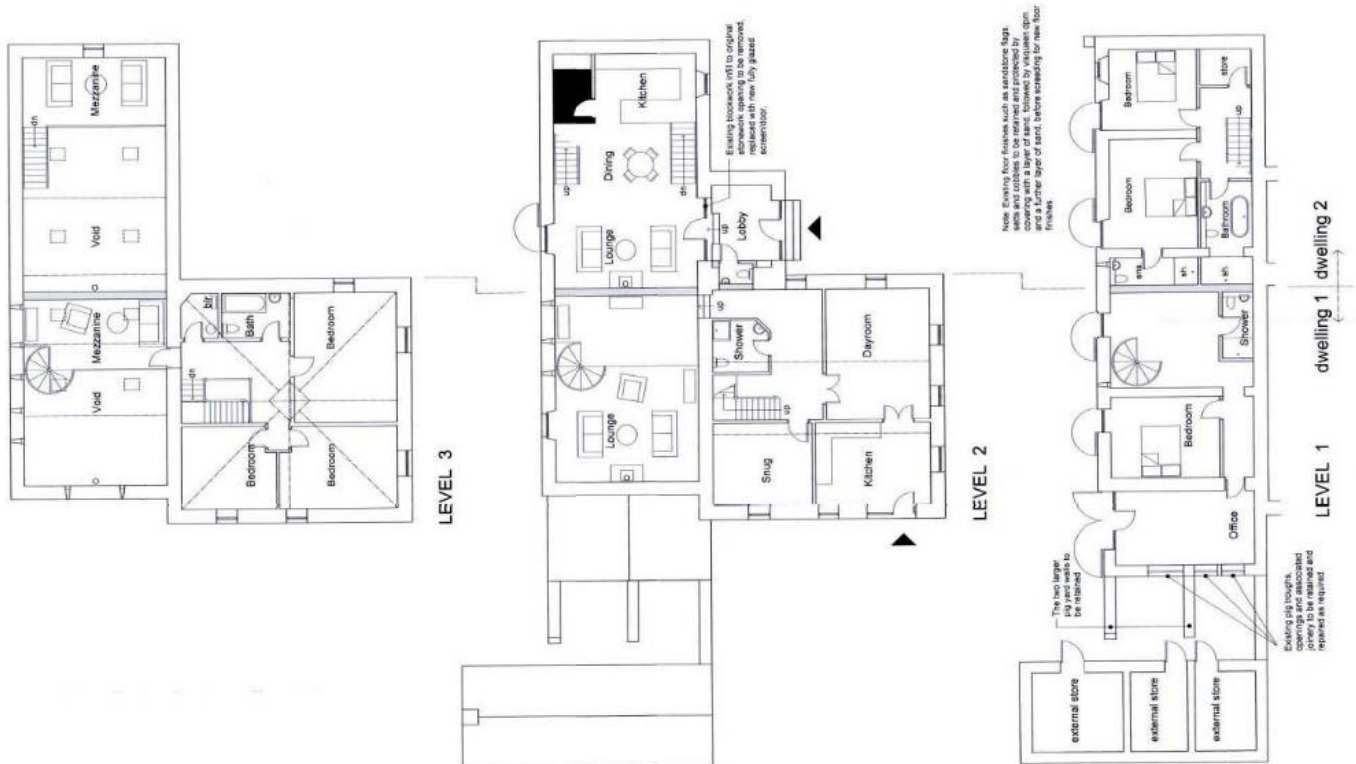 Mezzanine
dn
Void
Mezzanine
Void
dn
blr
Bath
Bedroom
Bedroom
Bedroom
LEVEL 3
Kitchen
Dining
up
dn
Lounge
up
Lobby
Existing blockwork infill to original
stonework opening to be removed,
replaced with new fully glazed
screen/door.
Lounge
up
Shower
Dayroom
up
Snug
Kitchen
LEVEL 2
Note: Existing floor finishes such as sandstone flags,
setts and cobbles to be retained and protected by
covering with a layer of sand, followed by visqueen dpm
and a further layer of sand, before screeding for new floor
finishes.
Bedroom
store
up
Bedroom
Bathroom
ens
sh.
sh.
dwelling 2
dwelling 1
Shower
Bedroom
Office
LEVEL 1
The two larger
pig yard walls to
be retained
Existing pig troughs,
openings and associated
joinery to be retained and
repaired as required
external store
external store
external store